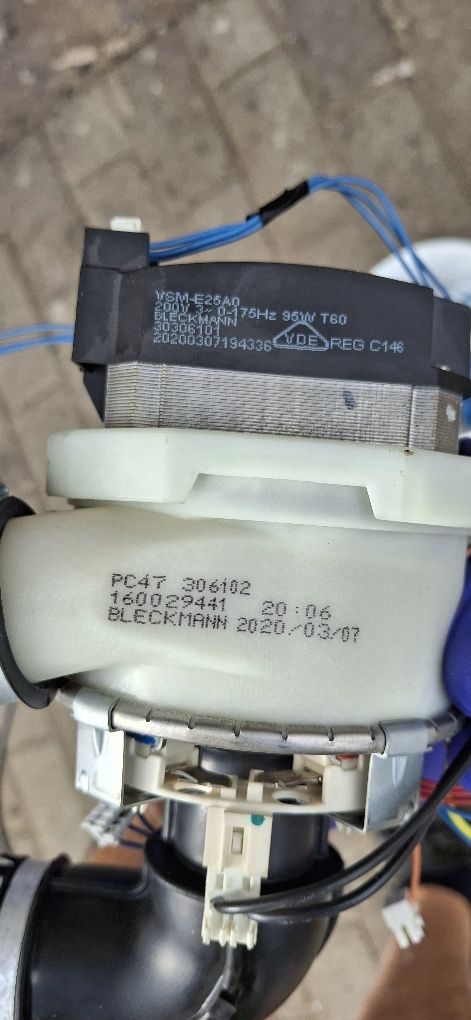 VSM-E25A0
200V 3~ 0-175Hz 95W T60
BLECKMANN
30306101
20200307194336 VDE REG C146
PC47 306102
160029441 20:06
BLECKMANN 2020/03/07